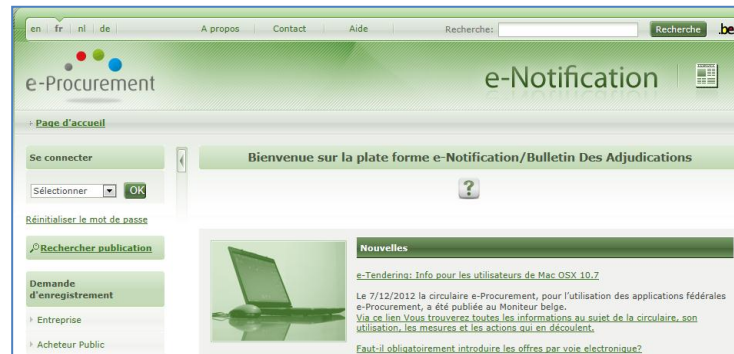 en fr nl de A propos Contact Aide Recherche: Recherche .be
e-Procurement
e-Notification
Page d'accueil
Se connecter
Bienvenue sur la plate forme e-Notification/Bulletin Des Adjudications
Sélectionner OK
?
Réinitialiser le mot de passe
Rechercher publication
Nouvelles
e-Tendering: Info pour les utilisateurs de Mac OSX 10.7
Demande
d'enregistrement
Le 7/12/2012 la circulaire e-Procurement, pour l'utilisation des applications fédérales
e-Procurement, a été publiée au Moniteur belge.
Entreprise
Via ce lien Vous trouverez toutes les informations au sujet de la circulaire, son
utilisation, les mesures et les actions qui en découlent.
Acheteur Public
Faut-il obligatoirement introduire les offres par voie electronique?